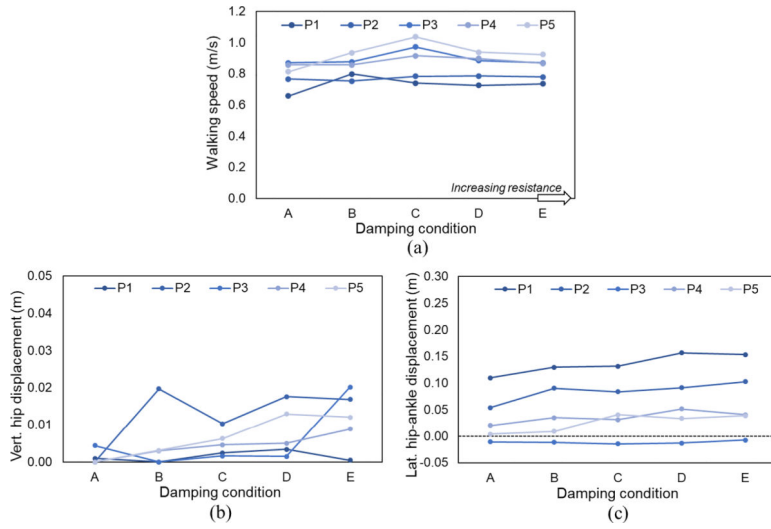 1.2
P1 P2 P3 P4 P5
1.0
0.8
0.6
0.4
0.2
0.0
Walking speed (m/s)
Increasing resistance
A B C D E
Damping condition
(a)
0.05
P1 P2 P3 P4 P5
0.04
0.03
0.02
0.01
0.00
Vert. hip displacement (m)
A B C D E
Damping condition
(b)
0.30
P1 P2 P3 P4 P5
0.25
0.20
0.15
0.10
0.05
0.00
-0.05
Lat. hip-ankle displacement (m)
A B C D E
Damping condition
(c)